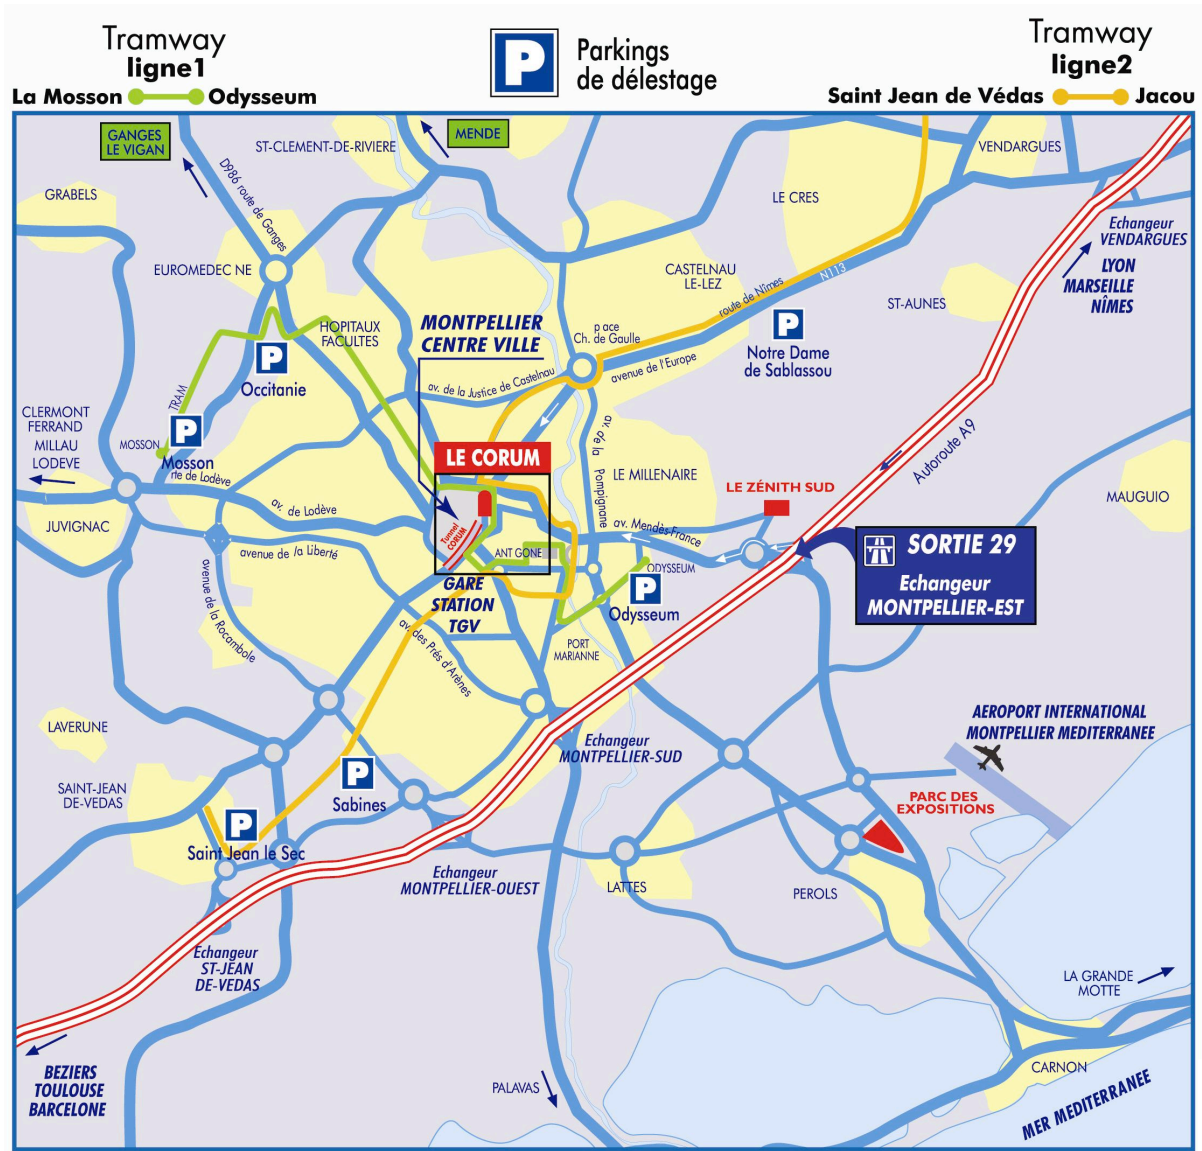 Tramway
ligne1
La Mosson
Odysseum
P
Parkings
de délestage
Tramway
ligne2
Saint Jean de Védas
Jacou
GANGES
LE VIGAN
ST-CLEMENT-DE-RIVIERE
MENDE
VENDARGUES
GRABELS
D986 route de Ganges
LE CRES
Echangeur
VENDARGUES
EUROMEDEC NE
CASTELNAU
LE-LEZ
N113
LYON
MARSEILLE
NÎMES
route de Nîmes
ST-AUNES
HOPITAUX
FACULTES
MONTPELLIER
CENTRE VILLE
p ace
Ch. de Gaulle
P
Notre Dame
de Sablassou
P
Occitanie
av. de la Justice de Castelnau
avenue de l'Europe
TRAM
CLERMONT
FERRAND
MILLAU
LODEVE
P
MOSSON
Mosson
rte de Lodève
LE CORUM
av. de la Pompignane
LE MILLENAIRE
Autoroute A9
LE ZÉNITH SUD
MAUGUIO
JUVIGNAC
av. de Lodève
av. Mendès-France
Tunnel
CORUM
avenue de la Liberté
ANT GONE
ODYSSEUM
SORTIE 29
Echangeur
MONTPELLIER-EST
P
Odysseum
GARE
STATION
TGV
avenue de la Rocambole
av. des Prés d'Arènes
PORT
MARIANNE
LAVERUNE
AEROPORT INTERNATIONAL
MONTPELLIER MEDITERRANEE
Echangeur
MONTPELLIER-SUD
P
Sabines
SAINT-JEAN
DE-VEDAS
PARC DES
EXPOSITIONS
P
Saint Jean le Sec
Echangeur
MONTPELLIER-OUEST
LATTES
PEROLS
Echangeur
ST-JEAN
DE-VEDAS
LA GRANDE
MOTTE
BEZIERS
TOULOUSE
BARCELONE
PALAVAS
CARNON
MER MEDITERRANEE